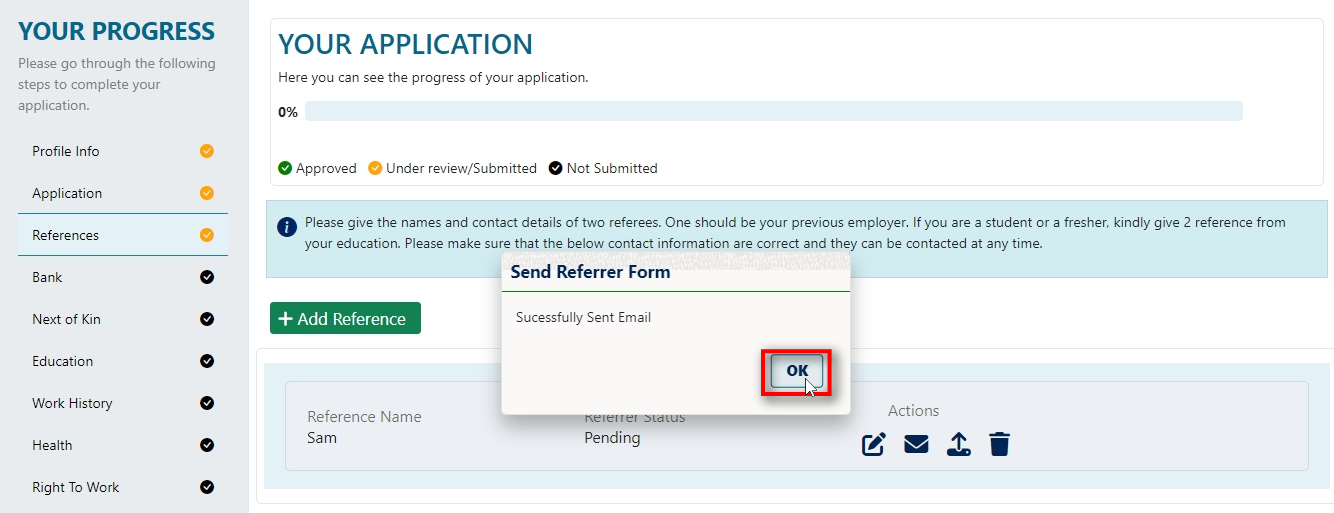 YOUR PROGRESS
Please go through the following
steps to complete your
application.
Profile Info
Application
References
Bank
Next of Kin
Education
Work History
Health
Right To Work
YOUR APPLICATION
Here you can see the progress of your application.
0%
Approved Under review/Submitted Not Submitted
Please give the names and contact details of two referees. One should be your previous employer. If you are a student or a fresher, kindly give 2 reference from
your education. Please make sure that the below contact information are correct and they can be contacted at any time.
Send Referrer Form
Sucessfully Sent Email
OK
+ Add Reference
Reference Name
Sam
Referrer Status
Pending
Actions